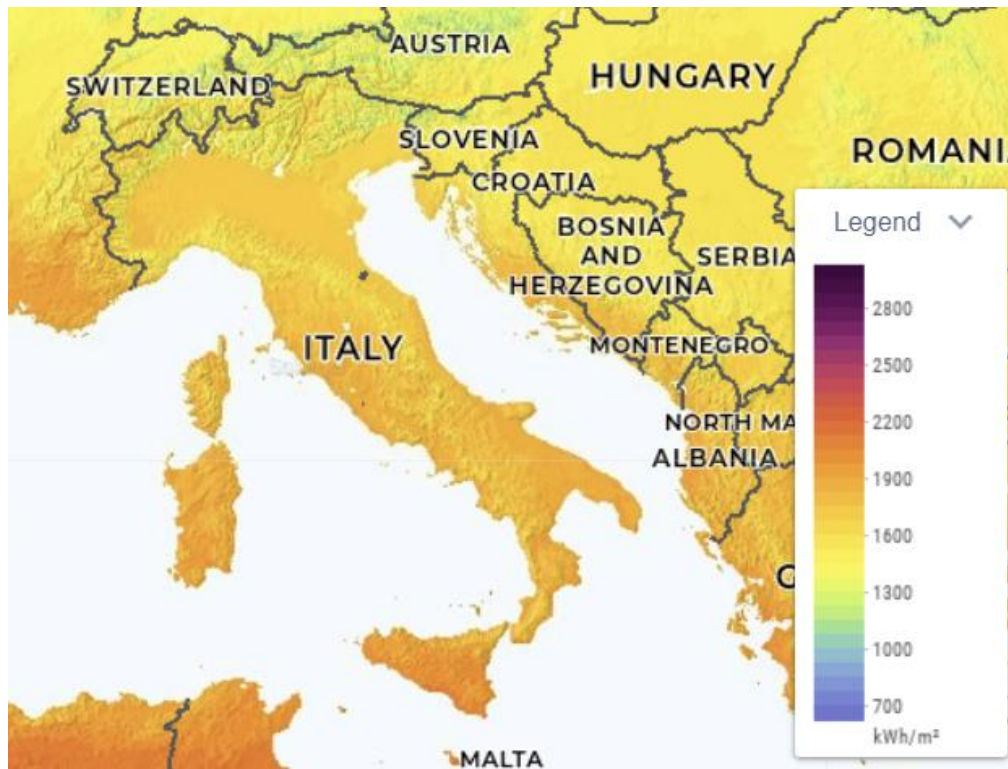 AUSTRIA
SWITZERLAND
HUNGARY
SLOVENIA
ROMANI
CROATIA
BOSNIA
AND
HERZEGOVINA
SERBIA
ITALY
MONTENEGRO
NORTH MA
ALBANIA
G
MALTA
Legend
2800
2500
2200
1900
1600
1300
1000
700
kWh/m²